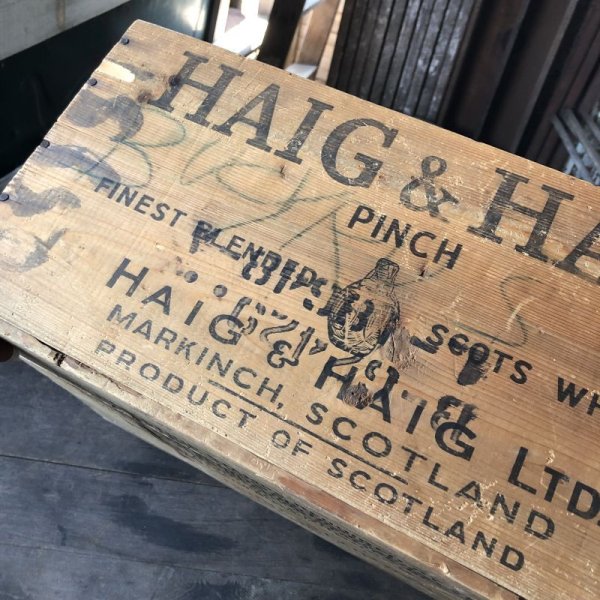 HAIG & HA
PINCH
FINEST BLENDED SCOTS WH
HAIG & HAIG LTD.
MARKINCH, SCOTLAND
PRODUCT OF SCOTLAND